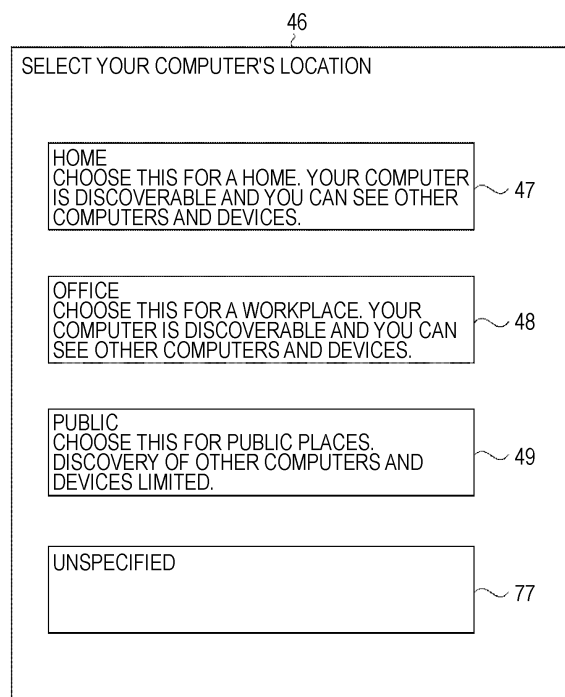 46
SELECT YOUR COMPUTER'S LOCATION
HOME
CHOOSE THIS FOR A HOME. YOUR COMPUTER
IS DISCOVERABLE AND YOU CAN SEE OTHER
COMPUTERS AND DEVICES.
47
OFFICE
CHOOSE THIS FOR A WORKPLACE. YOUR
COMPUTER IS DISCOVERABLE AND YOU CAN
SEE OTHER COMPUTERS AND DEVICES.
48
PUBLIC
CHOOSE THIS FOR PUBLIC PLACES.
DISCOVERY OF OTHER COMPUTERS AND
DEVICES LIMITED.
49
UNSPECIFIED
77